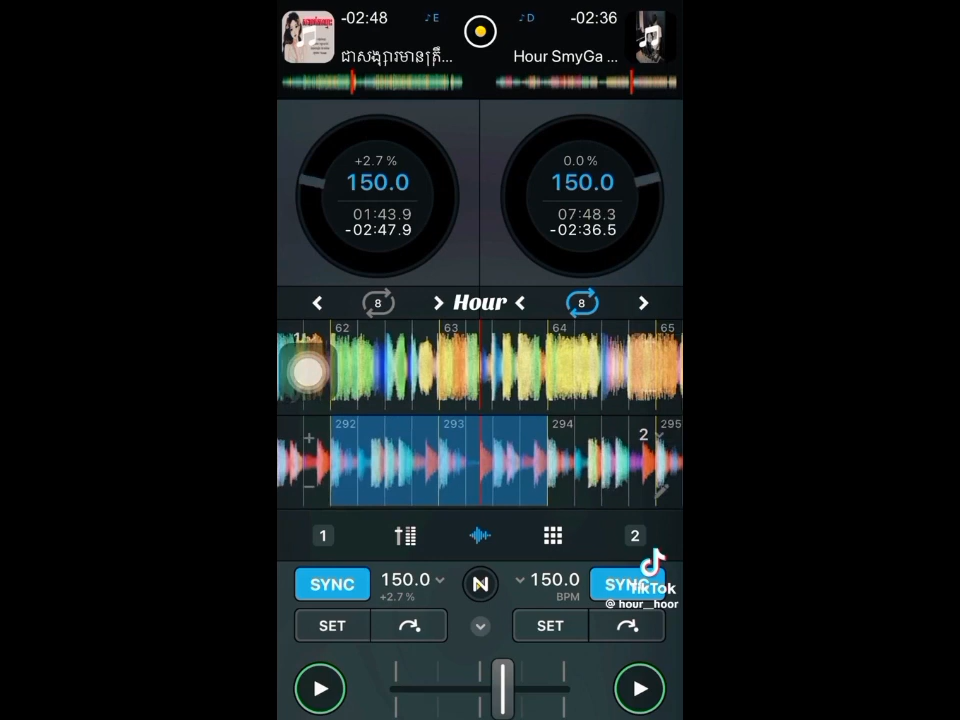 -02:48 ♪E ♪D -02:36
ជាសង្សារមានត្រឹ... Hour SmyGa ...
+2.7% 0.0%
150.0 150.0
01:43.9 07:48.3
-02:47.9 -02:36.5
8 Hour 8
62 63 64 65
292 293 294 295
2
1 2
SYNC 150.0 N 150.0 SYNC
+2.7% BPM
TikTok
@ hour__hoor
SET SET